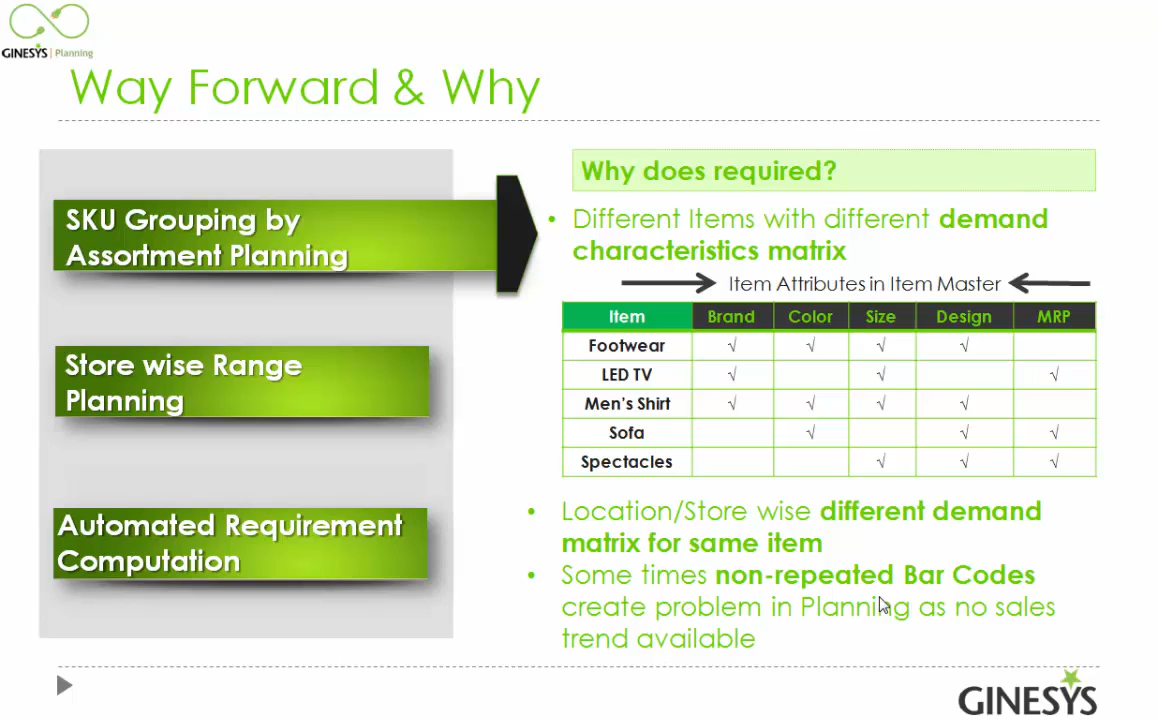 GINESYS | Planning
Way Forward & Why
SKU Grouping by
Assortment Planning
Store wise Range
Planning
Automated Requirement
Computation
Why does required?
• Different Items with different demand
characteristics matrix
Item Attributes in Item Master
Item Brand Color Size Design MRP
Footwear √ √ √ √
LED TV √ √ √
Men's Shirt √ √ √ √
Sofa √ √ √
Spectacles √ √ √
• Location/Store wise different demand
matrix for same item
• Some times non-repeated Bar Codes
create problem in Planning as no sales
trend available
GINESYS